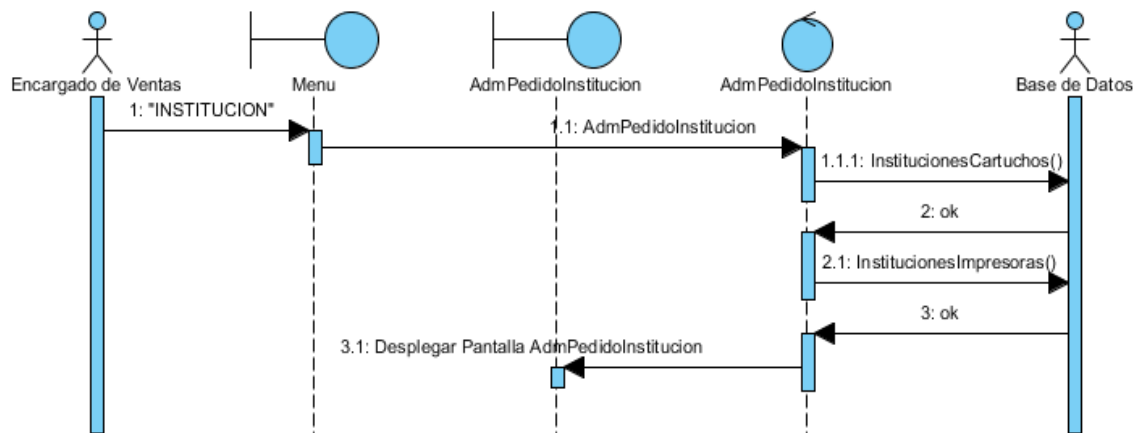 Encargado de Ventas
Menu
AdmPedidoInstitucion
AdmPedidoInstitucion
Base de Datos
1: "INSTITUCION"
1.1: AdmPedidoInstitucion
1.1.1: InstitucionesCartuchos()
2: ok
2.1: InstitucionesImpresoras()
3: ok
3.1: Desplegar Pantalla AdmPedidoInstitucion